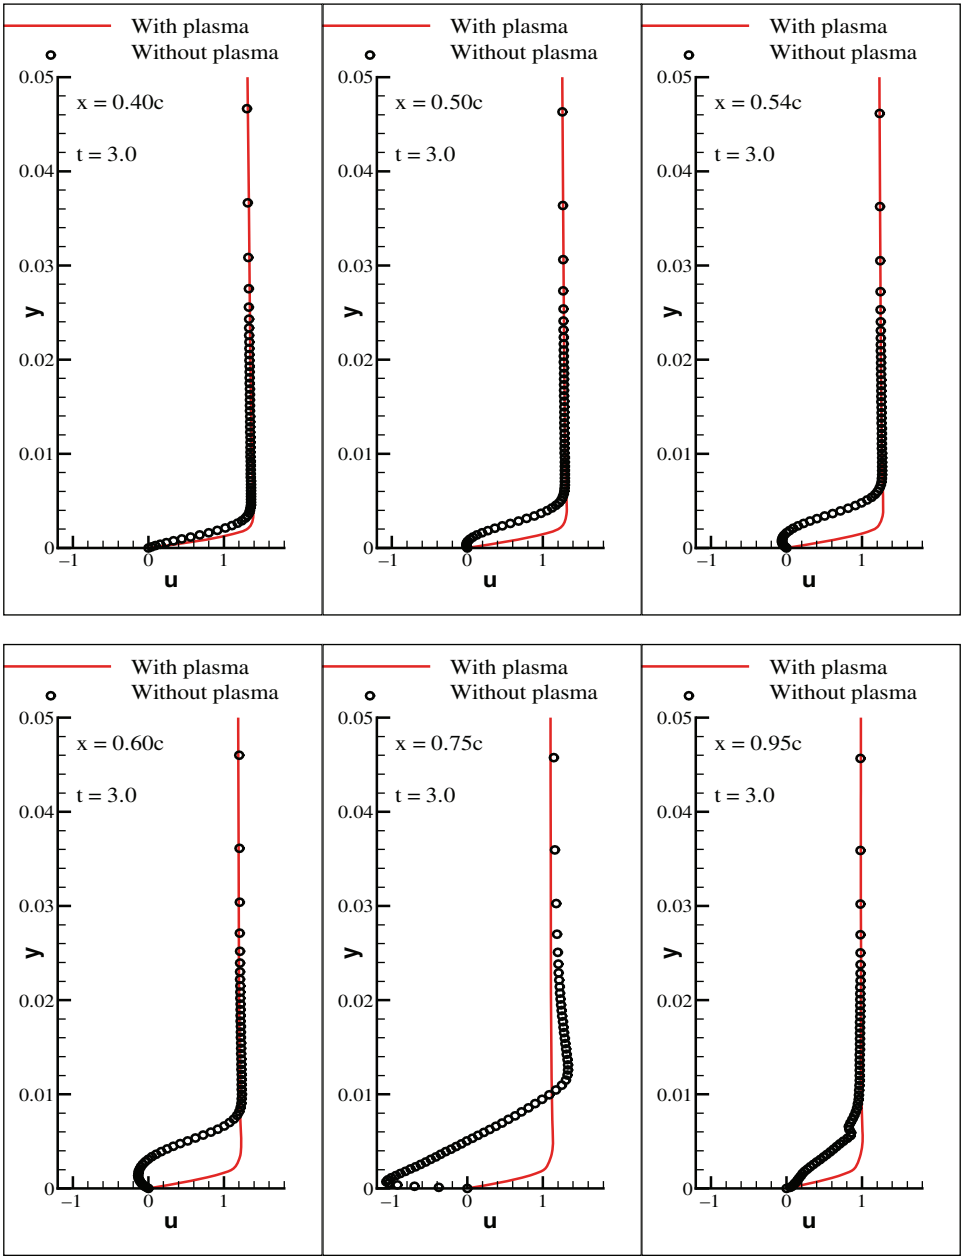 With plasma
Without plasma
x = 0.40c
t = 3.0
0.05
0.04
0.03
0.02
0.01
0
y
−1
0
1
u
With plasma
Without plasma
x = 0.50c
t = 3.0
0.05
0.04
0.03
0.02
0.01
0
y
−1
0
1
u
With plasma
Without plasma
x = 0.54c
t = 3.0
0.05
0.04
0.03
0.02
0.01
0
y
−1
0
1
u
With plasma
Without plasma
x = 0.60c
t = 3.0
0.05
0.04
0.03
0.02
0.01
0
y
−1
0
1
u
With plasma
Without plasma
x = 0.75c
t = 3.0
0.05
0.04
0.03
0.02
0.01
0
y
−1
0
1
u
With plasma
Without plasma
x = 0.95c
t = 3.0
0.05
0.04
0.03
0.02
0.01
0
y
−1
0
1
u